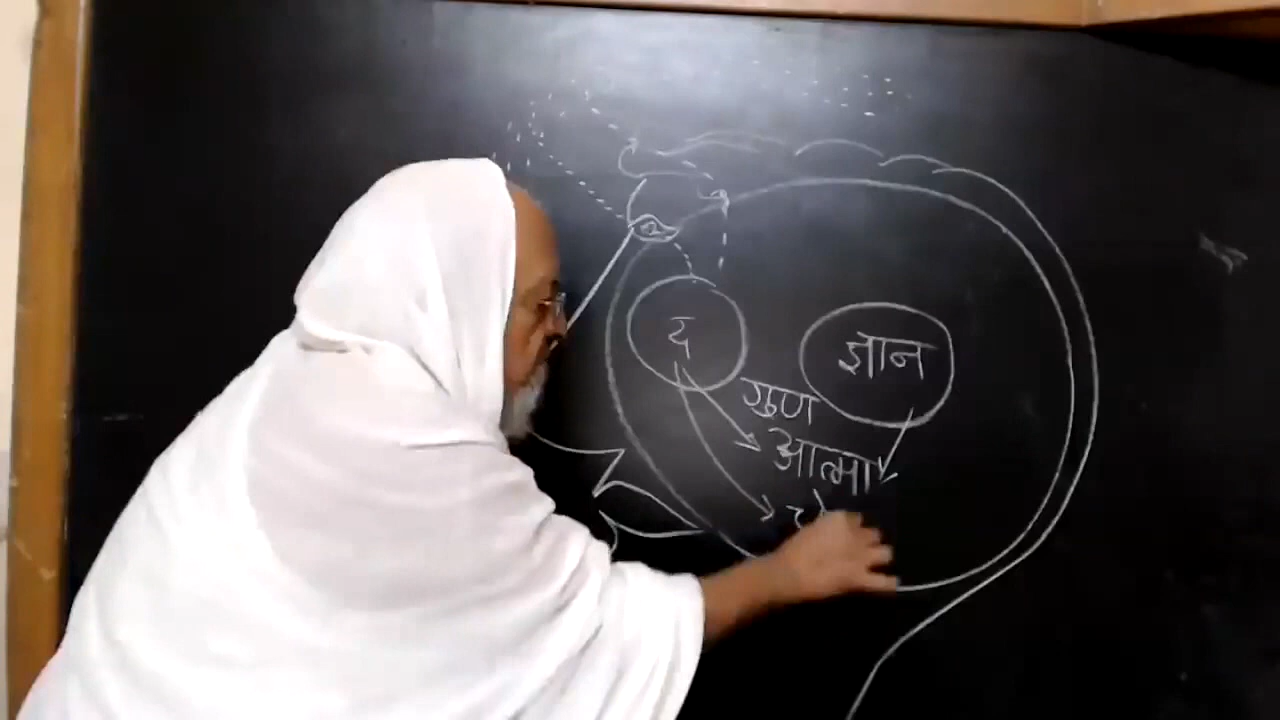 द
ज्ञान
गुण
आत्मा